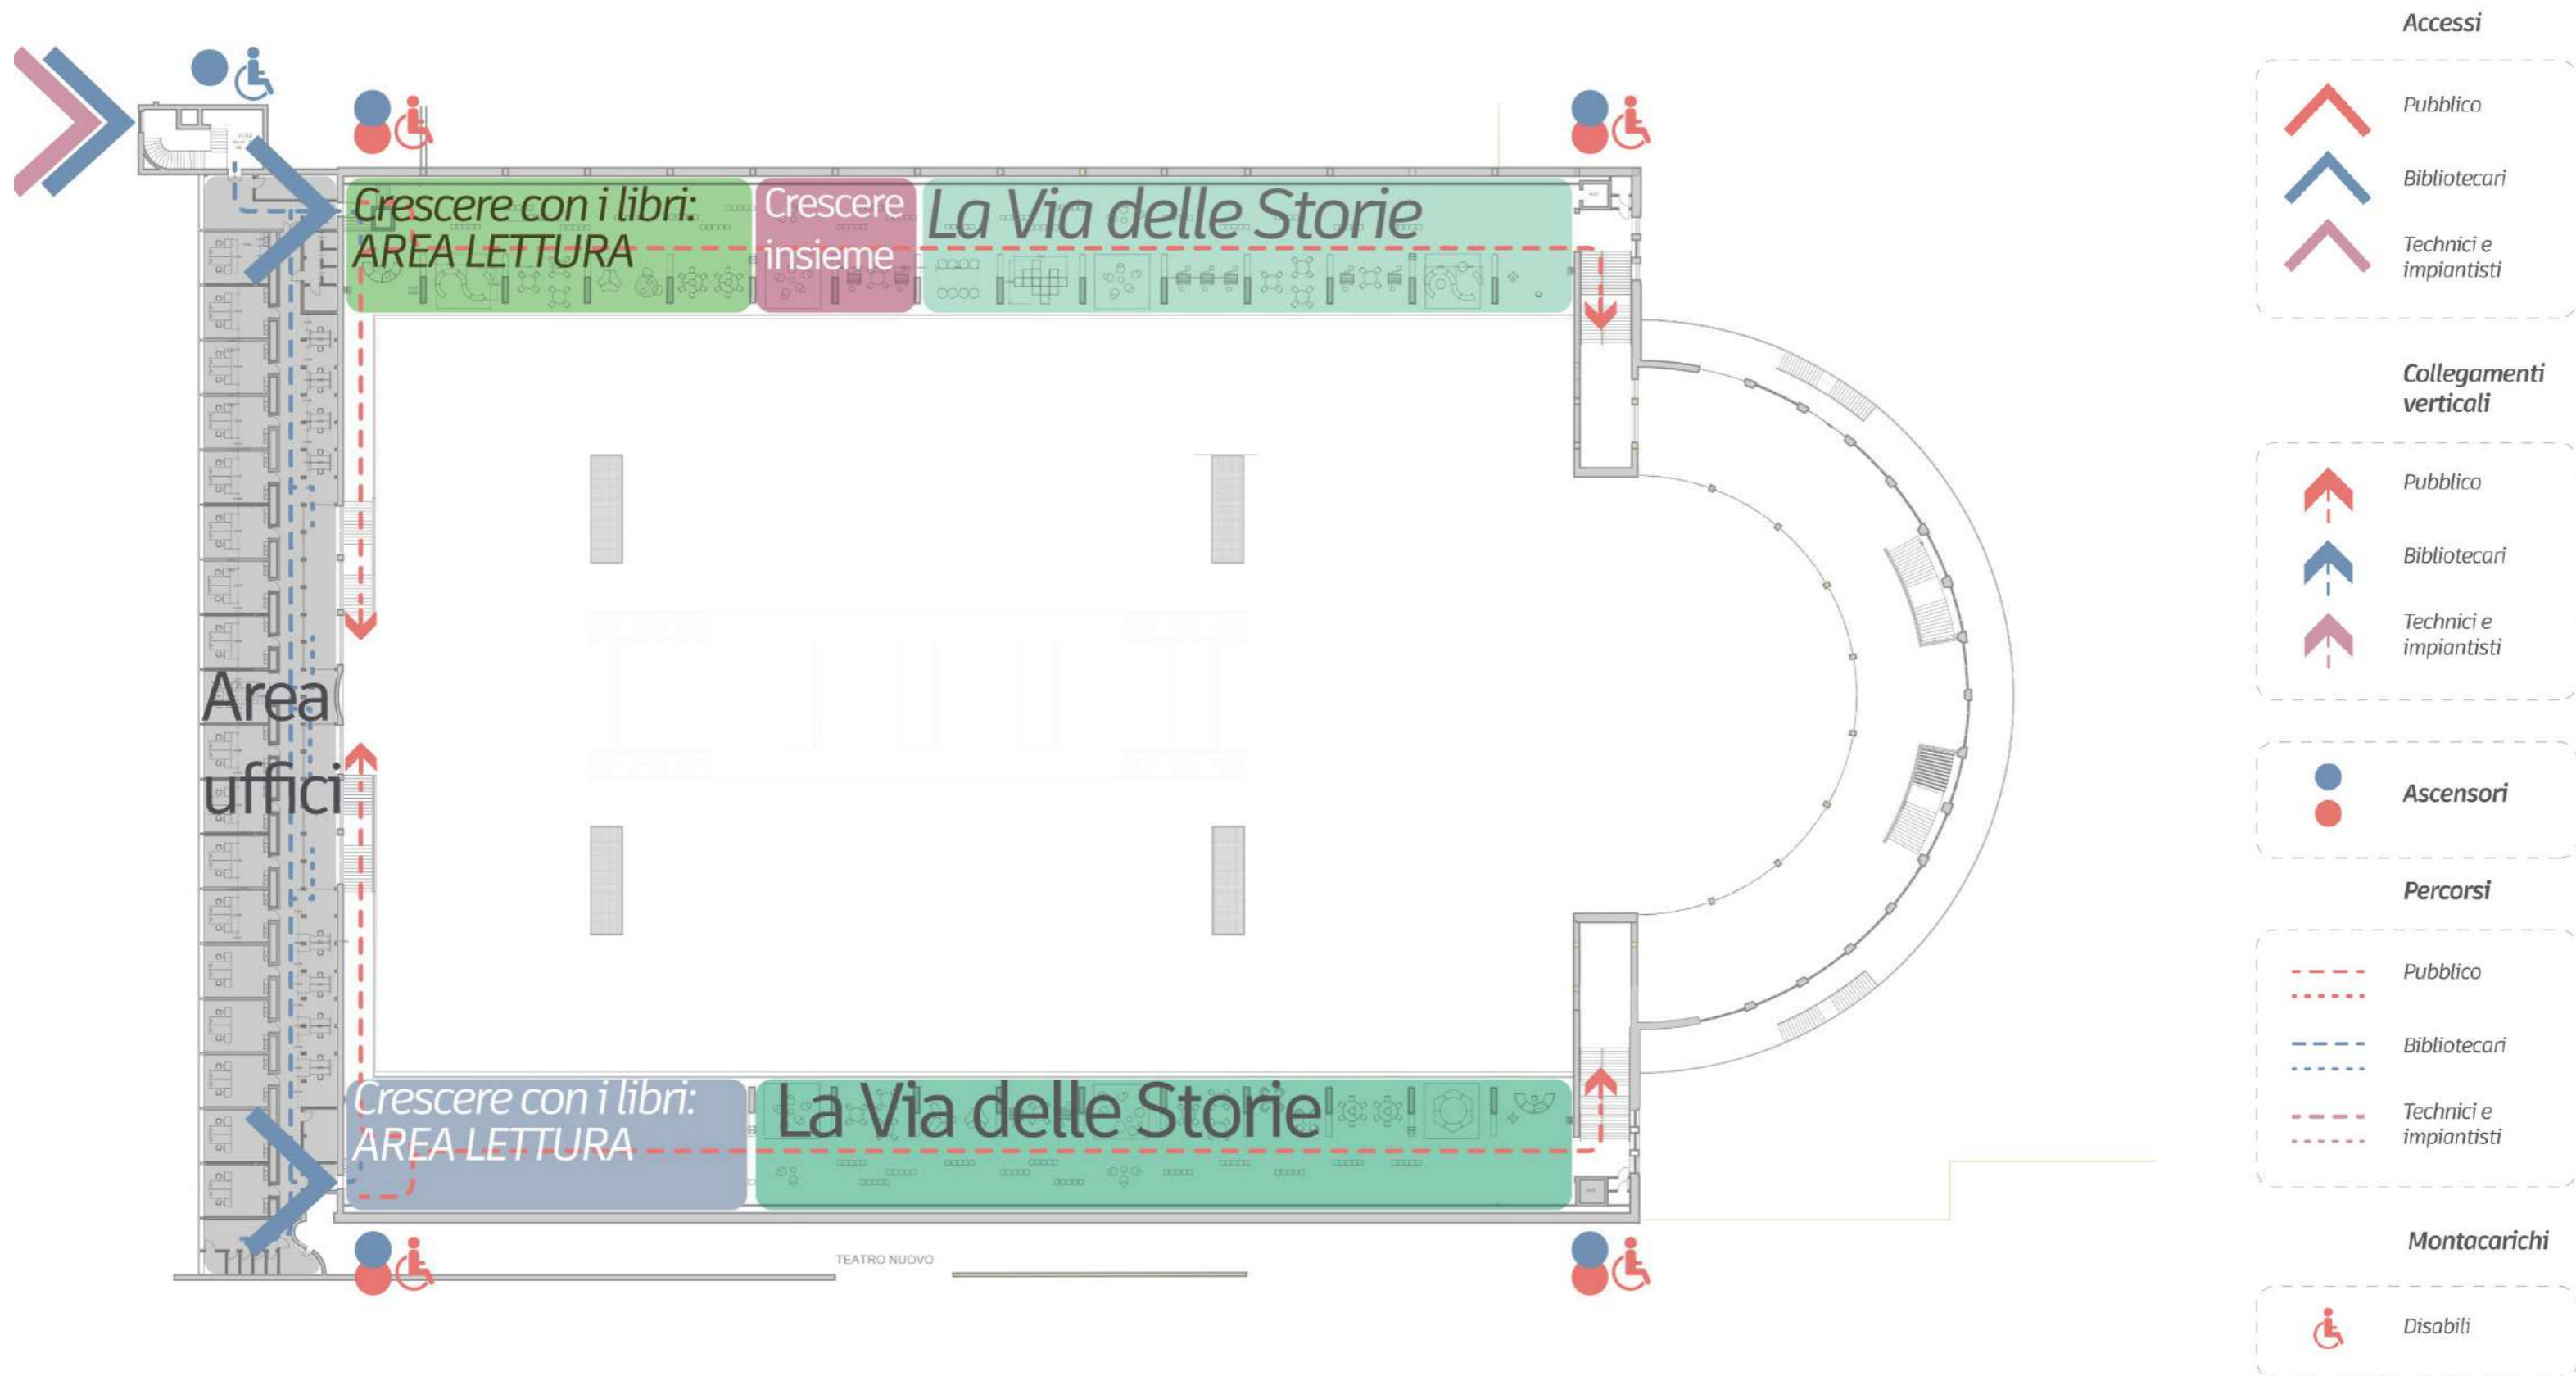 Crescere con i libri:
AREA LETTURA
Crescere
insieme
La Via delle Storie
Area
uffici
Crescere con i libri:
AREA LETTURA
La Via delle Storie
TEATRO NUOVO
Accessi
Pubblico
Bibliotecari
Technici e
impiantisti
Collegamenti
verticali
Pubblico
Bibliotecari
Technici e
impiantisti
Ascensori
Percorsi
Pubblico
Bibliotecari
Technici e
impiantisti
Montacarichi
Disabili